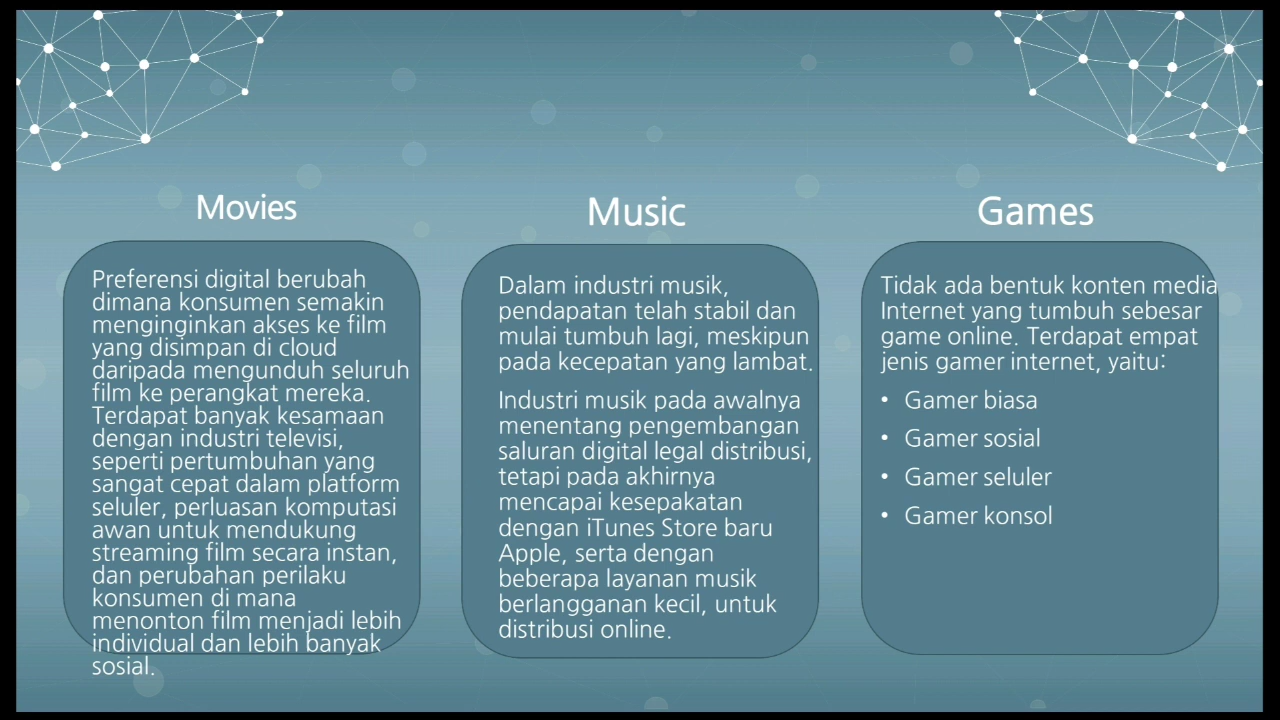 Movies
Preferensi digital berubah
dimana konsumen semakin
menginginkan akses ke film
yang disimpan di cloud
daripada mengunduh seluruh
film ke perangkat mereka.
Terdapat banyak kesamaan
dengan industri televisi,
seperti pertumbuhan yang
sangat cepat dalam platform
seluler, perluasan komputasi
awan untuk mendukung
streaming film secara instan,
dan perubahan perilaku
konsumen di mana
menonton film menjadi lebih
individual dan lebih banyak
sosial.
Music
Dalam industri musik,
pendapatan telah stabil dan
mulai tumbuh lagi, meskipun
pada kecepatan yang lambat.
Industri musik pada awalnya
menentang pengembangan
saluran digital legal distribusi,
tetapi pada akhirnya
mencapai kesepakatan
dengan iTunes Store baru
Apple, serta dengan
beberapa layanan musik
berlangganan kecil, untuk
distribusi online.
Games
Tidak ada bentuk konten media
Internet yang tumbuh sebesar
game online. Terdapat empat
jenis gamer internet, yaitu:
• Gamer biasa
• Gamer sosial
• Gamer seluler
• Gamer konsol